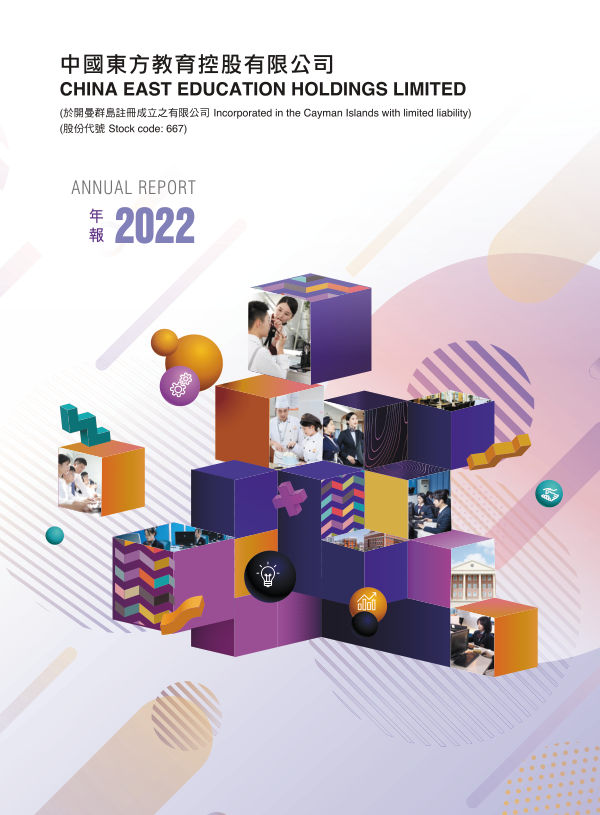 中國東方教育控股有限公司
CHINA EAST EDUCATION HOLDINGS LIMITED
(於開曼群島註冊成立之有限公司 Incorporated in the Cayman Islands with limited liability)
(股份代號 Stock code: 667)
ANNUAL REPORT
年報 2022